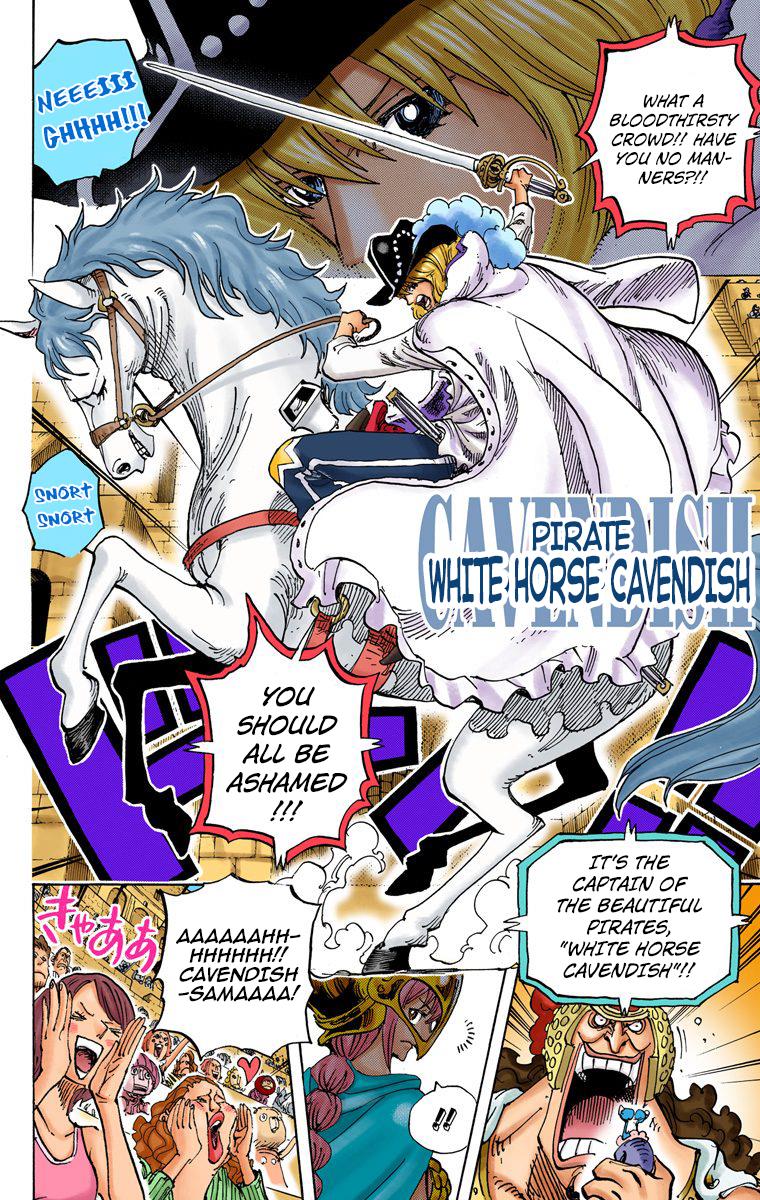 NEEEIII
GHHHH!!!
WHAT A
BLOODTHIRSTY
CROWD!! HAVE
YOU NO MAN-
NERS?!!
SNORT
SNORT
CAVENDISH
PIRATE
WHITE HORSE CAVENDISH
YOU
SHOULD
ALL BE
ASHAMED
!!!
IT'S THE
CAPTAIN OF
THE BEAUTIFUL
PIRATES,
"WHITE HORSE
CAVENDISH"!!
きゃああ
AAAAAAHH-
HHHHHH!!
CAVENDISH
-SAMAAAA!
!!